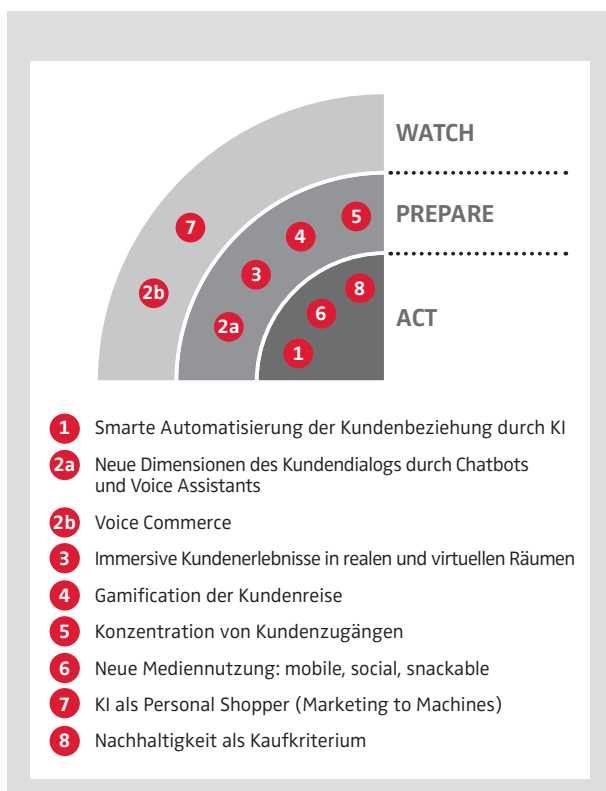 WATCH
PREPARE
ACT
7
5
4
3
2b
8
6
2a
1
1 Smarte Automatisierung der Kundenbeziehung durch KI
2a Neue Dimensionen des Kundendialogs durch Chatbots
und Voice Assistants
2b Voice Commerce
3 Immersive Kundenerlebnisse in realen und virtuellen Räumen
4 Gamification der Kundenreise
5 Konzentration von Kundenzugängen
6 Neue Mediennutzung: mobile, social, snackable
7 KI als Personal Shopper (Marketing to Machines)
8 Nachhaltigkeit als Kaufkriterium